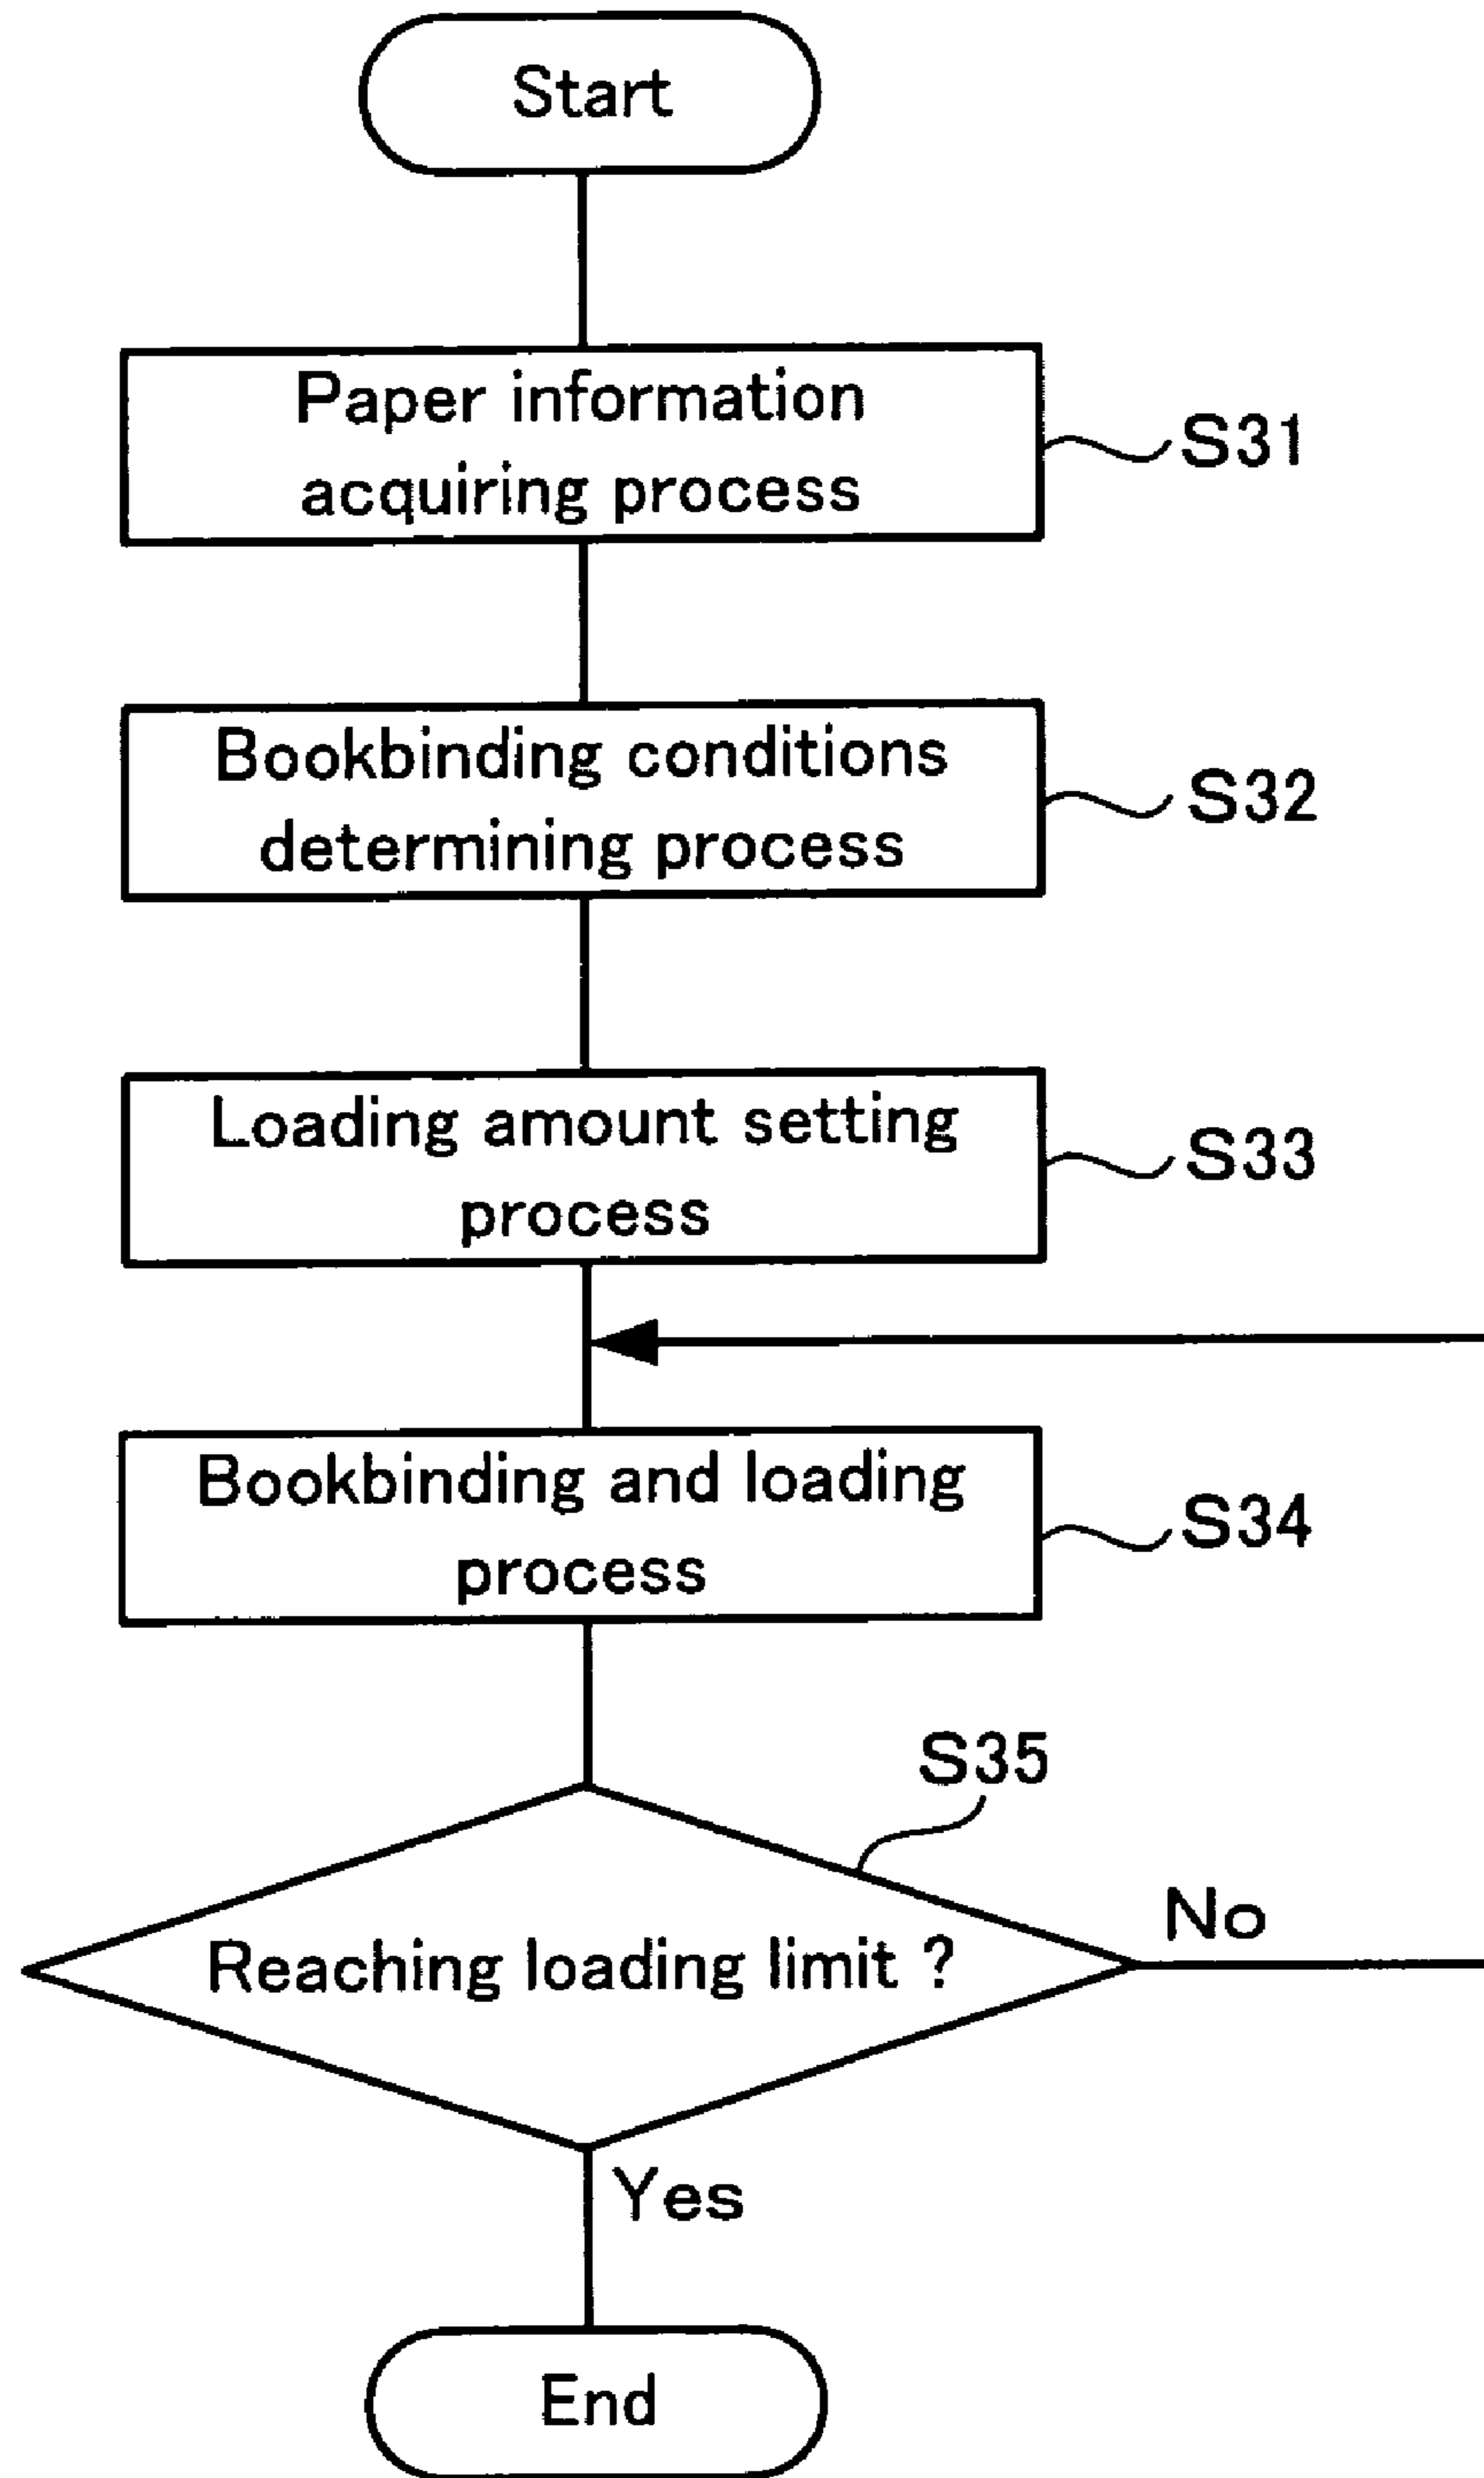 Start
Paper information
acquiring process
S31
Bookbinding conditions
determining process
S32
Loading amount setting
process
S33
Bookbinding and loading
process
S34
S35
Reaching loading limit ?
No
Yes
End